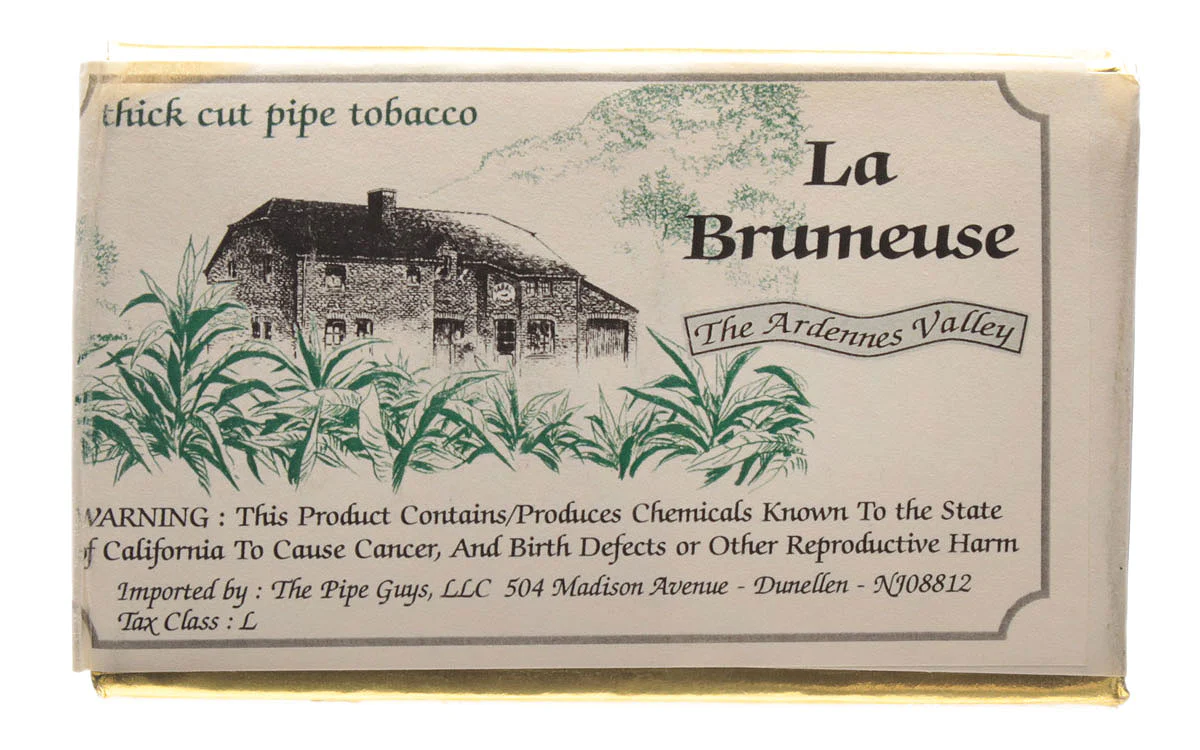 thick cut pipe tobacco
La
Brumeuse
The Ardennes Valley
WARNING : This Product Contains/Produces Chemicals Known To the State
of California To Cause Cancer, And Birth Defects or Other Reproductive Harm
Imported by : The Pipe Guys, LLC 504 Madison Avenue - Dunellen - NJ08812
Tax Class : L